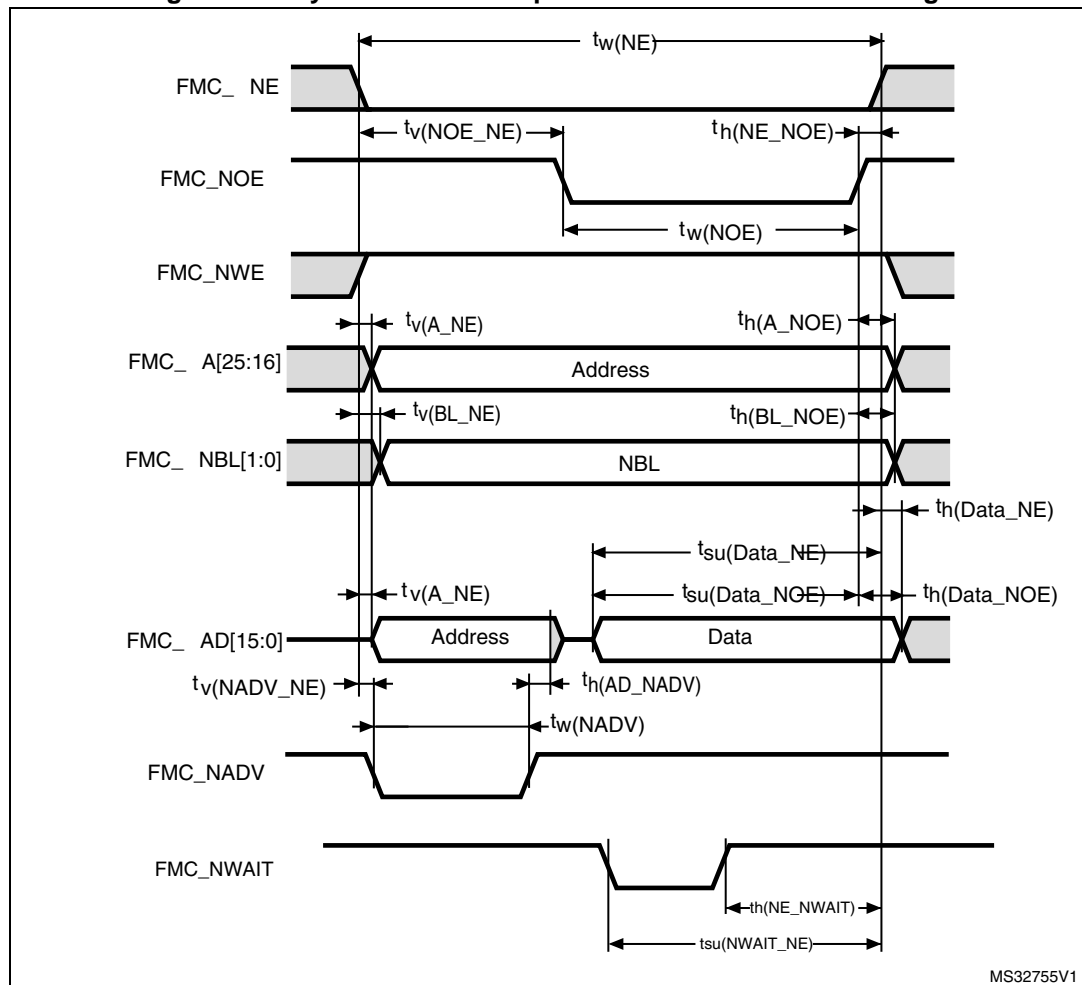 tw(NE)
FMC_ NE
tv(NOE_NE)
th(NE_NOE)
FMC_NOE
tw(NOE)
FMC_NWE
tv(A_NE)
th(A_NOE)
FMC_ A[25:16]
Address
tv(BL_NE)
th(BL_NOE)
FMC_ NBL[1:0]
NBL
th(Data_NE)
tsu(Data_NE)
tv(A_NE)
tsu(Data_NOE)
th(Data_NOE)
FMC_ AD[15:0]
Address
Data
tv(NADV_NE)
th(AD_NADV)
tw(NADV)
FMC_NADV
FMC_NWAIT
th(NE_NWAIT)
tsu(NWAIT_NE)
MS32755V1